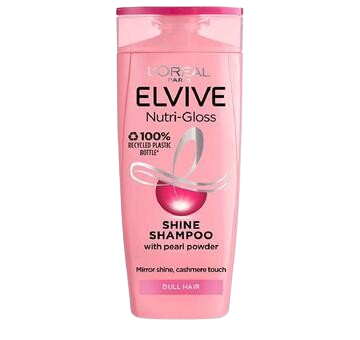 L'ORÉAL
PARIS
ELVIVE
Nutri-Gloss
100%
RECYCLED PLASTIC
BOTTLE*
SHINE
SHAMPOO
with pearl powder
Mirror shine, cashmere touch
DULL HAIR